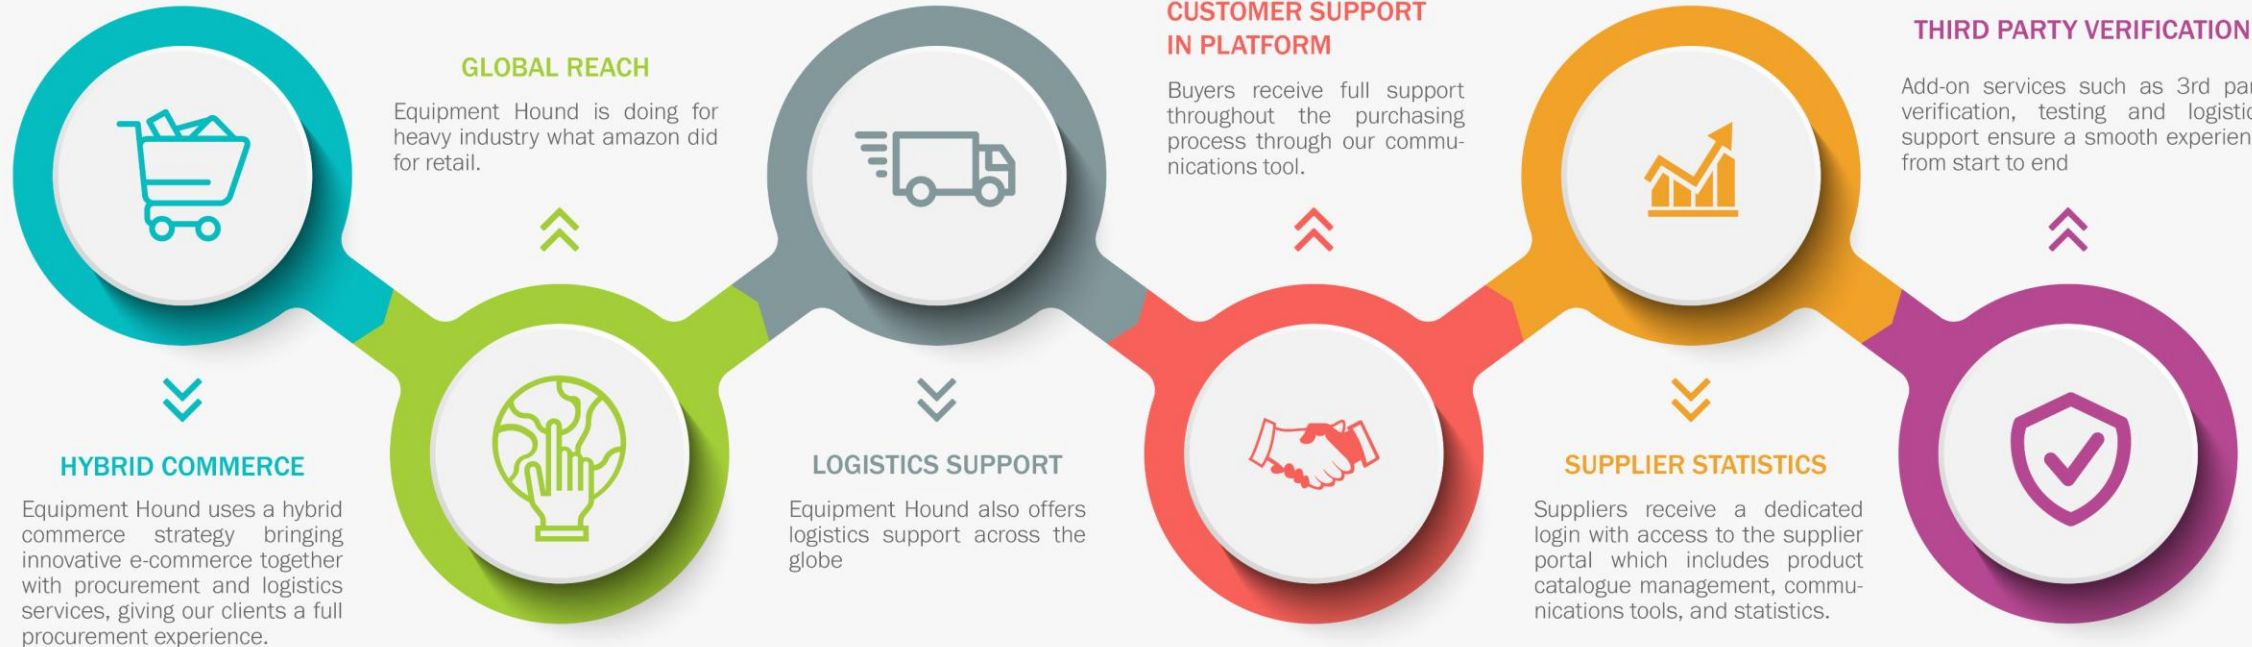 HYBRID COMMERCE
Equipment Hound uses a hybrid
commerce strategy bringing
innovative e-commerce together
with procurement and logistics
services, giving our clients a full
procurement experience.
GLOBAL REACH
Equipment Hound is doing for
heavy industry what amazon did
for retail.
LOGISTICS SUPPORT
Equipment Hound also offers
logistics support across the
globe
CUSTOMER SUPPORT
IN PLATFORM
Buyers receive full support
throughout the purchasing
process through our commu-
nications tool.
SUPPLIER STATISTICS
Suppliers receive a dedicated
login with access to the supplier
portal which includes product
catalogue management, commu-
nications tools, and statistics.
THIRD PARTY VERIFICATION
Add-on services such as 3rd par
verification, testing and logistic
support ensure a smooth experien
from start to end